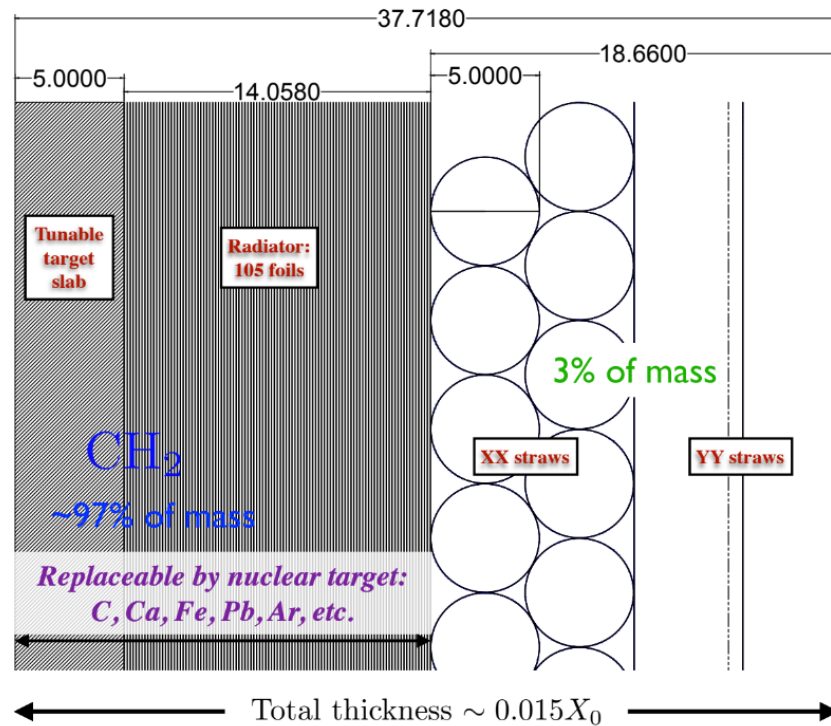 37.7180
18.6600
5.0000
14.0580
5.0000
Tunable
target
slab
Radiator:
105 foils
3% of mass
CH₂
XX straws
YY straws
~97% of mass
Replaceable by nuclear target:
C, Ca, Fe, Pb, Ar, etc.
Total thickness ∼ 0.015X₀